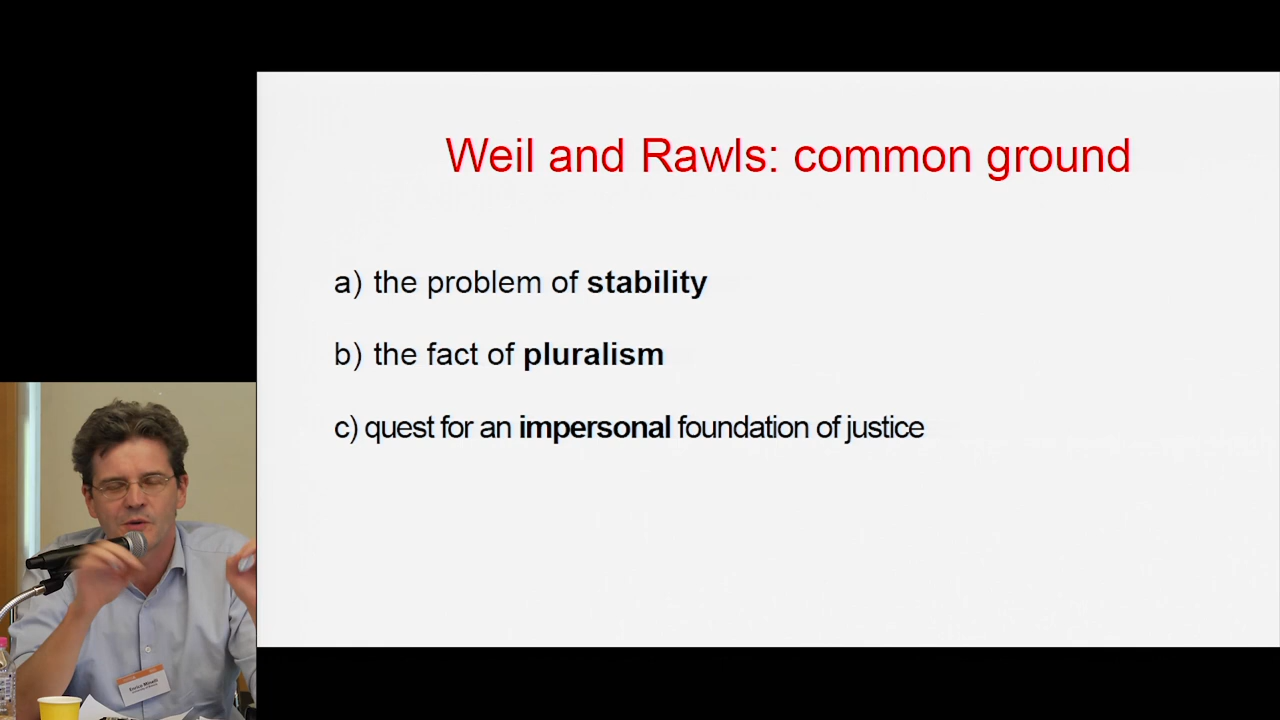 Weil and Rawls: common ground
a) the problem of stability
b) the fact of pluralism
c) quest for an impersonal foundation of justice
Enrico